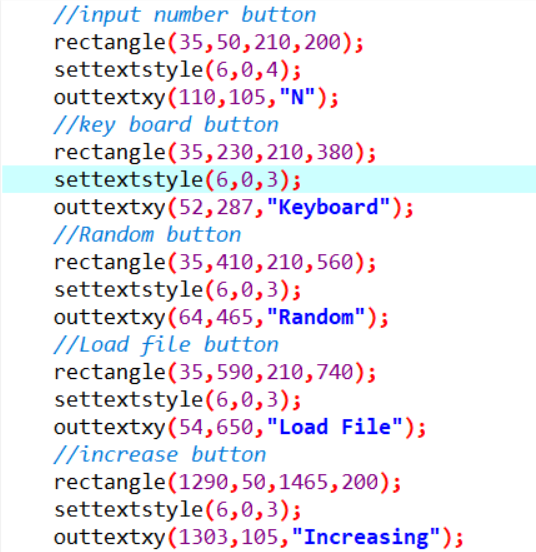 //input number button
rectangle(35,50,210,200);
settextstyle(6,0,4);
outtextxy(110,105,"N");
//key board button
rectangle(35,230,210,380);
settextstyle(6,0,3);
outtextxy(52,287,"Keyboard");
//Random button
rectangle(35,410,210,560);
settextstyle(6,0,3);
outtextxy(64,465,"Random");
//Load file button
rectangle(35,590,210,740);
settextstyle(6,0,3);
outtextxy(54,650,"Load File");
//increase button
rectangle(1290,50,1465,200);
settextstyle(6,0,3);
outtextxy(1303,105,"Increasing");